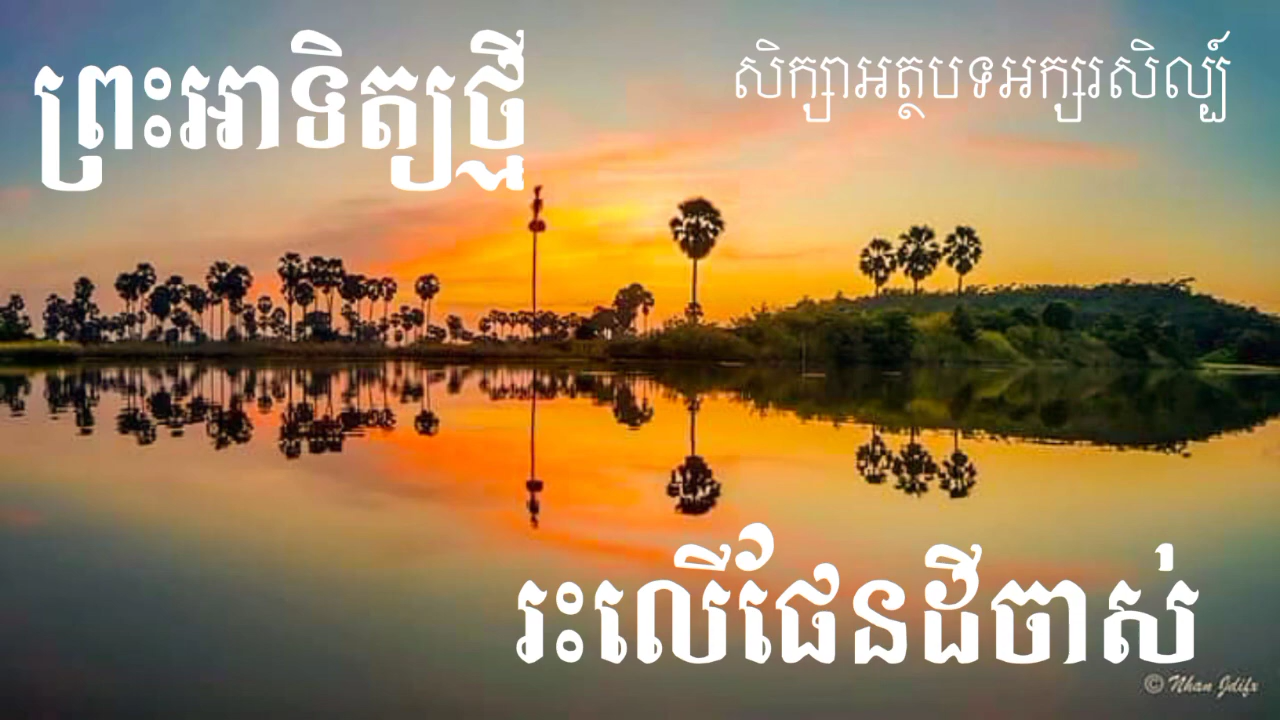 ព្រះអាទិត្យថ្មី
សិក្សាអត្ថបទអក្សរសិល្ប៍
រះលើផែនដីចាស់
© Nhan Jdifx